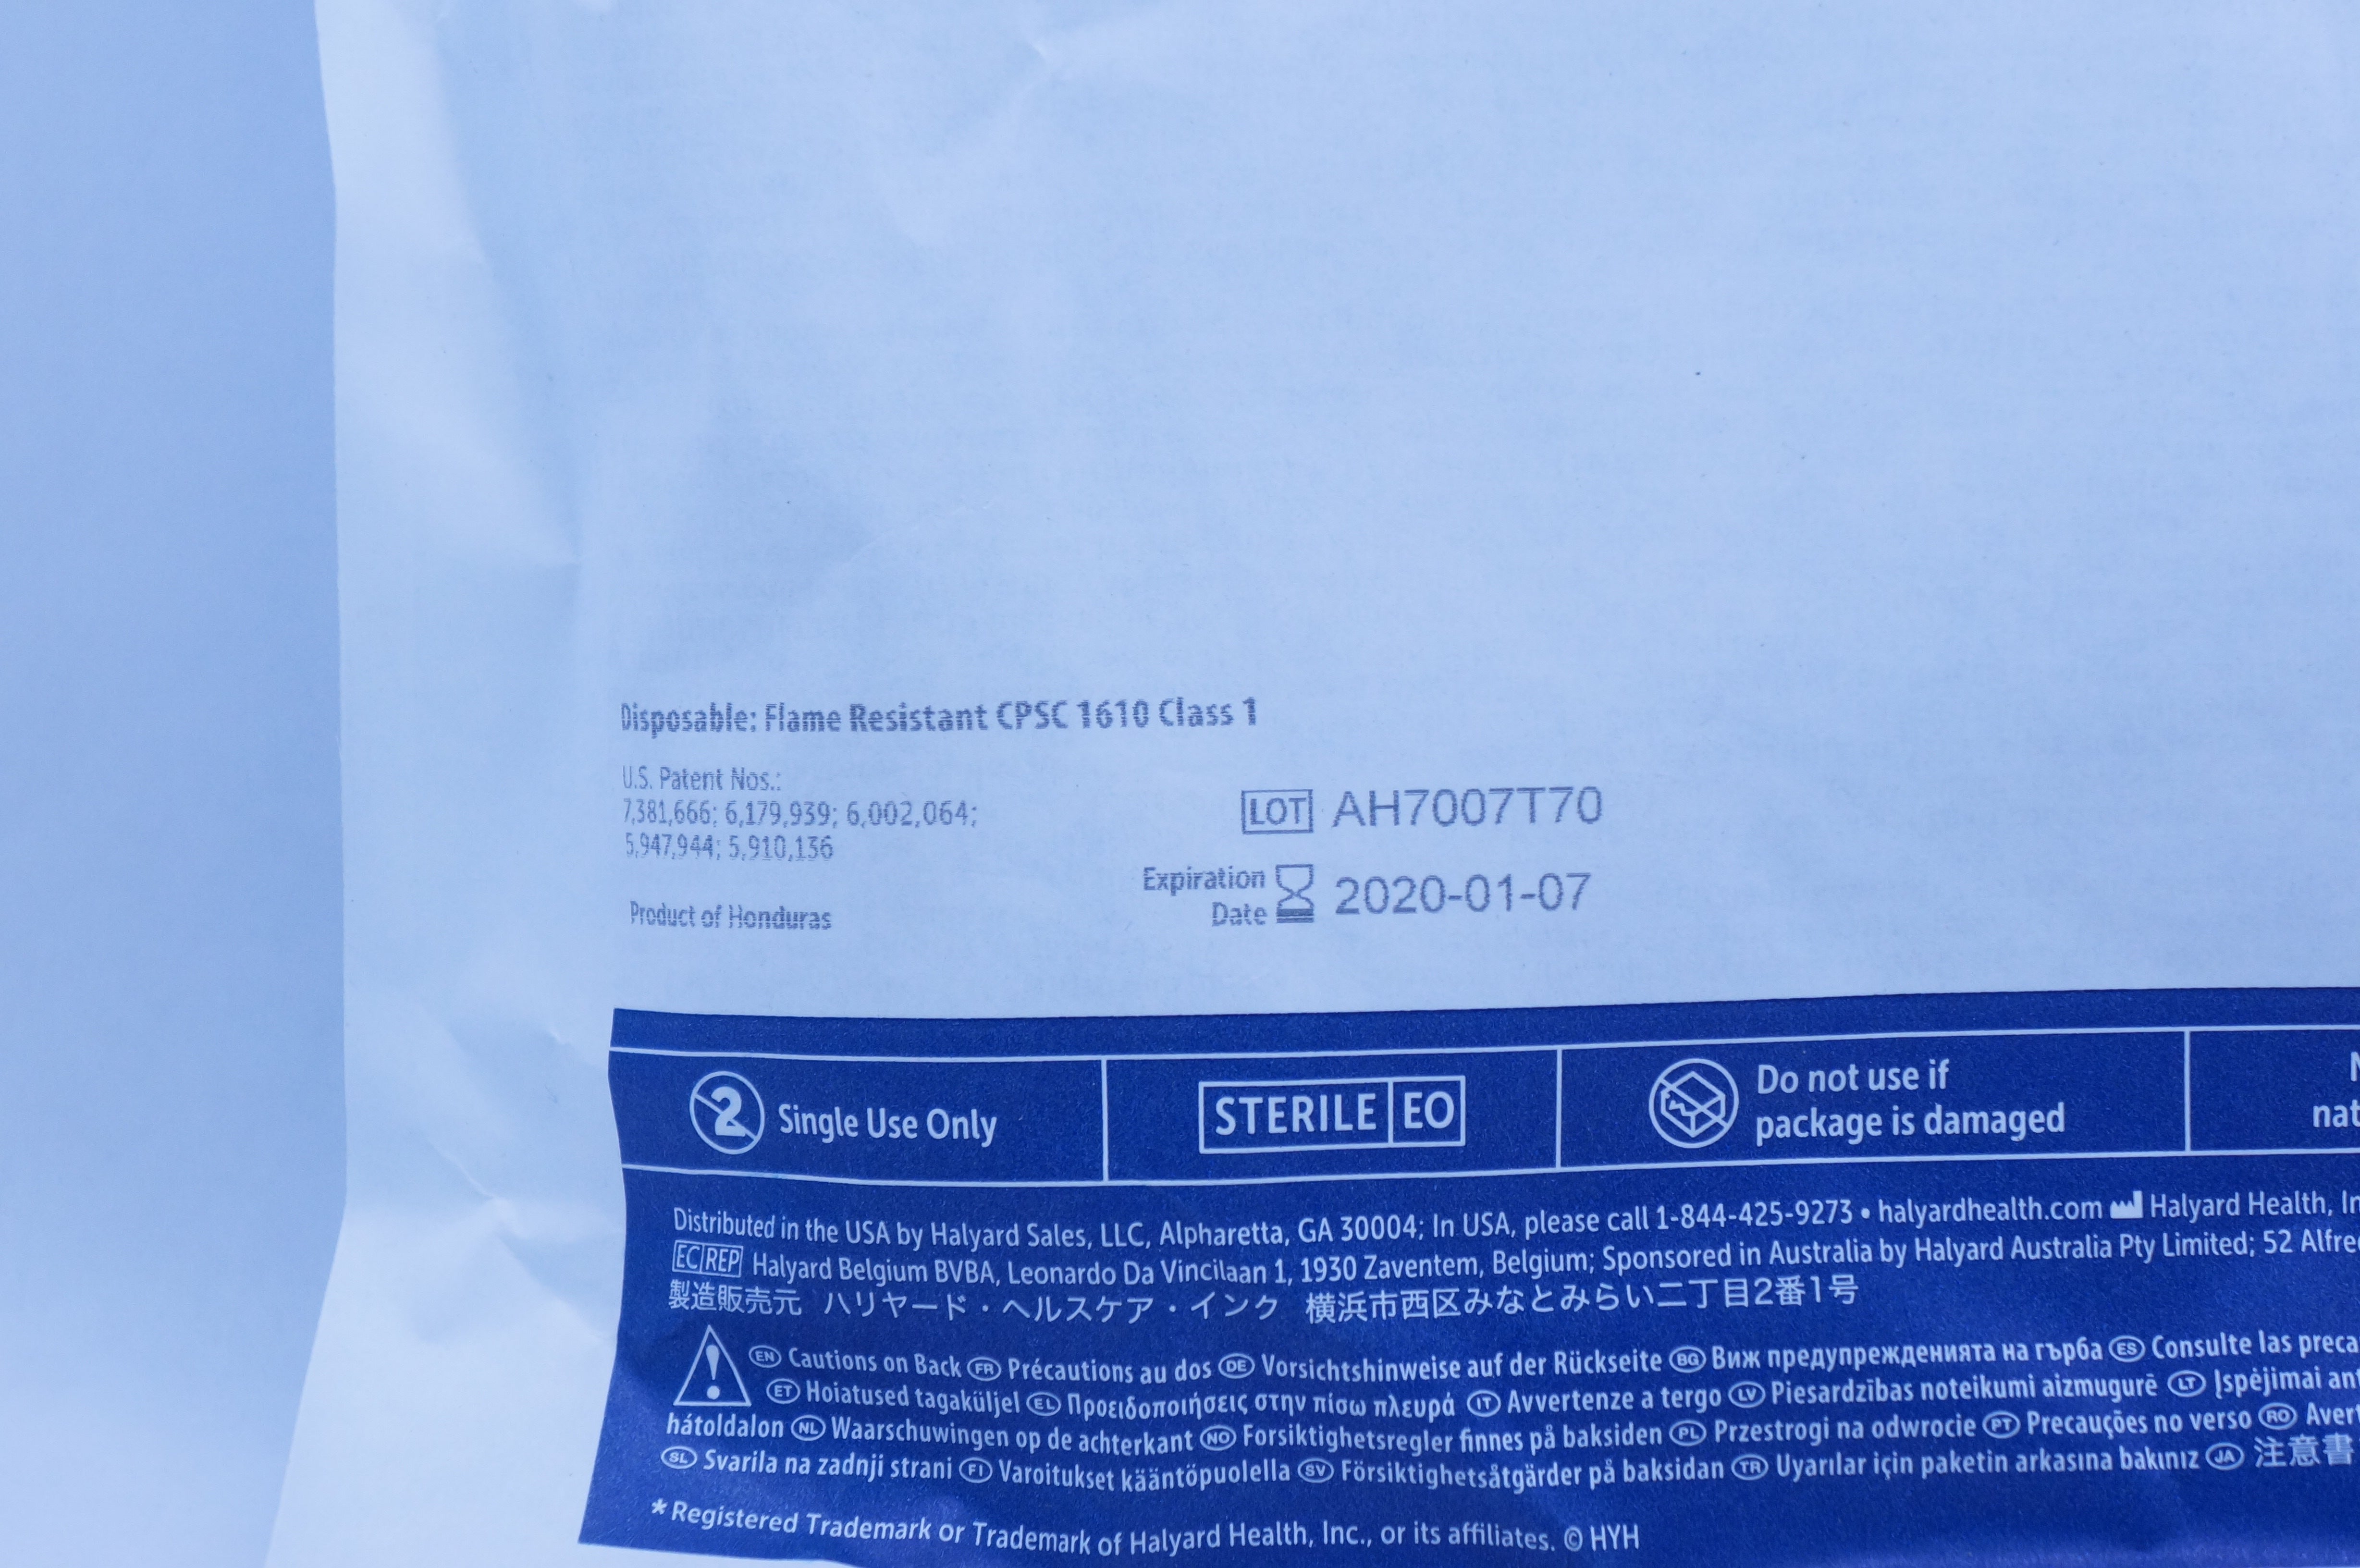 Disposable; Flame Resistant CPSC 1610 Class 1
U.S. Patent Nos.:
7,381,666; 6,179,939; 6,002,064;
5,947,944; 5,910,136
Product of Honduras
LOT AH7007T70
Expiration
Date 2020-01-07
2 Single Use Only
STERILE EO
Do not use if
package is damaged
Distributed in the USA by Halyard Sales, LLC, Alpharetta, GA 30004; In USA, please call 1-844-425-9273 • halyardhealth.com Halyard Health,
EC REP Halyard Belgium BVBA, Leonardo Da Vincilaan 1, 1930 Zaventem, Belgium; Sponsored in Australia by Halyard Australia Pty Limited; 52
製造販売元 ハリヤード・ヘルスケア・インク 横浜市西区みなとみらい二丁目2番1号
EN Cautions on Back FR Précautions au dos DE Vorsichtshinweise auf der Rückseite BG Виж предупрежденията на гърба ES Consulte las
ET Hoiatused tagaküljel EL Προειδοποιήσεις στην πίσω πλευρά IT Avvertenze a tergo LV Piesardzības noteikumi aizmugurē LT Įspėjimai
hátoldalon NL Waarschuwingen op de achterkant NO Forsiktighetsregler finnes på baksiden PL Przestrogi na odwrocie PT Precauções no verso RO
SL Svarila na zadnji strani FI Varoitukset kääntöpuolella SV Försiktighetsåtgärder på baksidan TR Uyarılar için paketin arkasına bakınız JA 注意書
* Registered Trademark or Trademark of Halyard Health, Inc., or its affiliates. © HYH